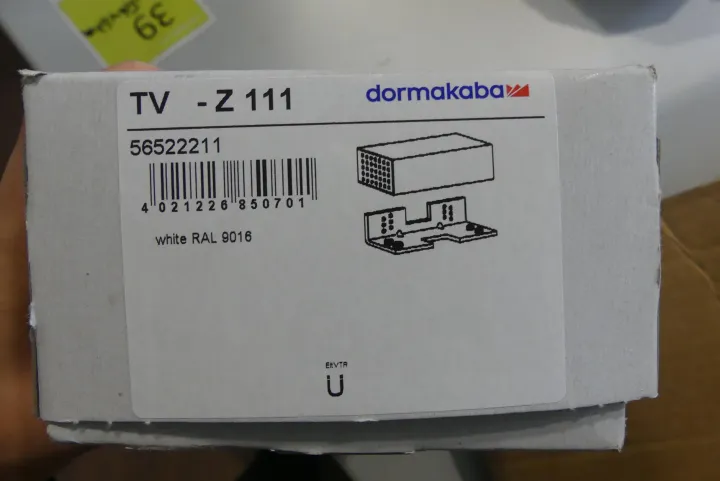 39
TV - Z 111
dormakaba
56522211
4 021226 850701
white RAL 9016
EKVTR
U